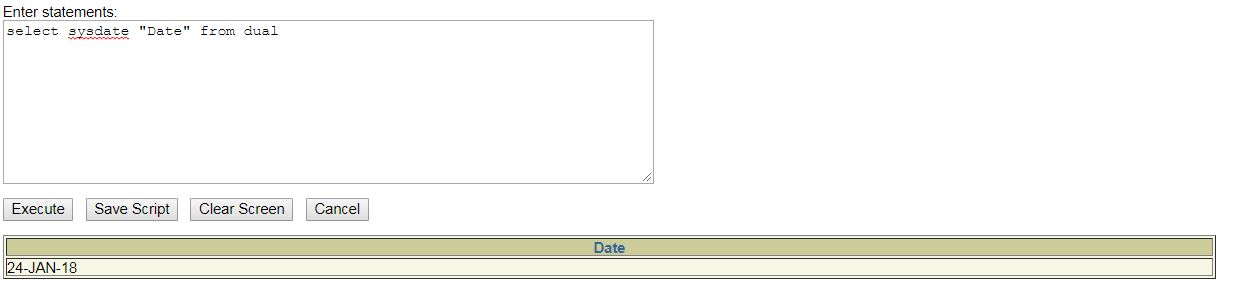 Enter statements:
select sysdate "Date" from dual
Execute Save Script Clear Screen Cancel
Date
24-JAN-18